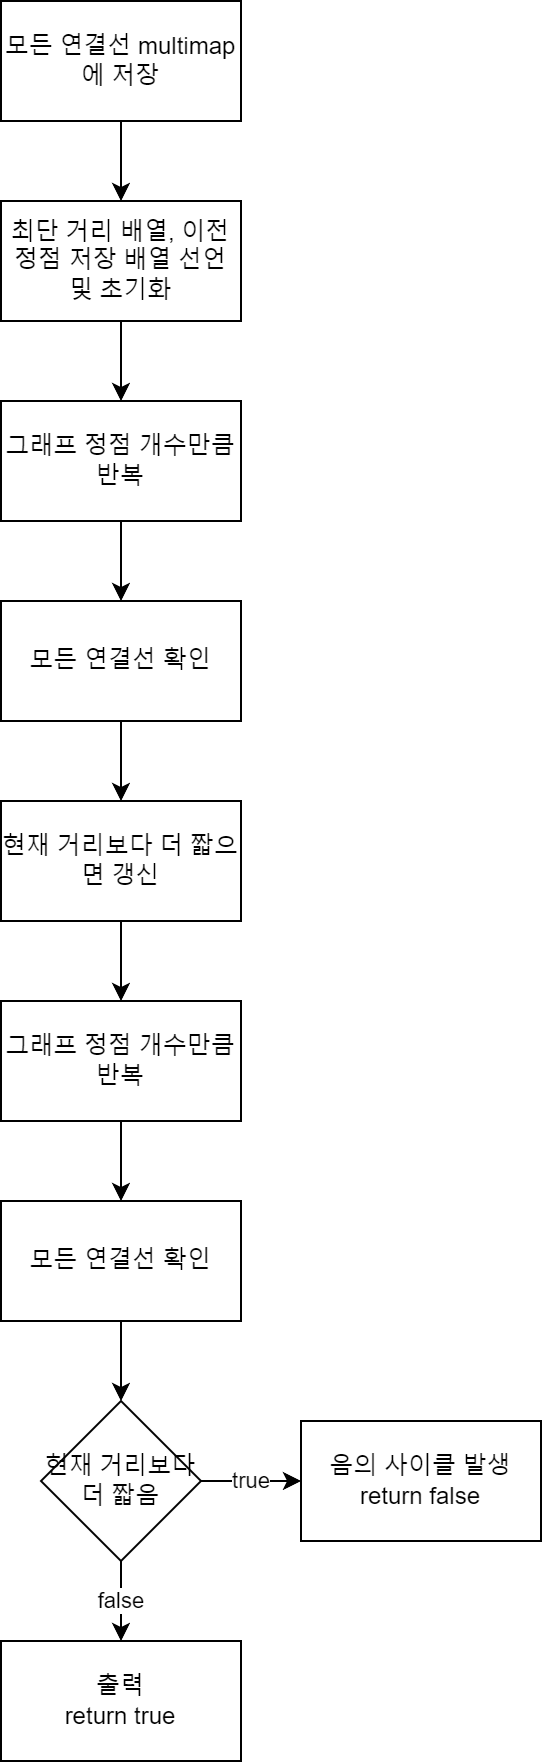 모든 연결선 multimap
에 저장
최단 거리 배열, 이전
정점 저장 배열 선언
및 초기화
그래프 정점 개수만큼
반복
모든 연결선 확인
현재 거리보다 더 짧으
면 갱신
그래프 정점 개수만큼
반복
모든 연결선 확인
현재 거리보다
더 짧음
true
음의 사이클 발생
return false
false
출력
return true